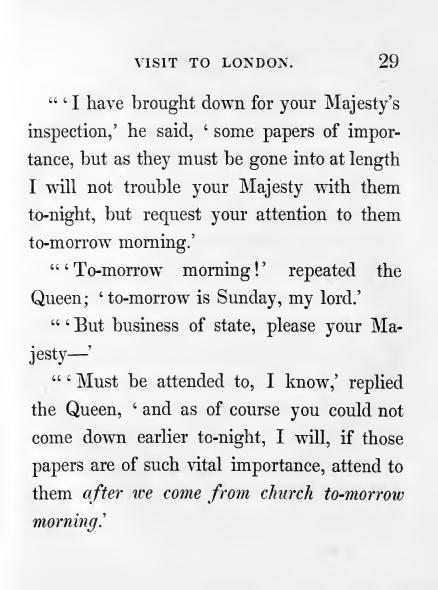 VISIT TO LONDON. 29
“ ‘ I have brought down for your Majesty’s
inspection,’ he said, ‘ some papers of impor-
tance, but as they must be gone into at length
I will not trouble your Majesty with them
to-night, but request your attention to them
to-morrow morning.’
“ ‘ To-morrow morning!’ repeated the
Queen; ‘ to-morrow is Sunday, my lord.’
“ ‘ But business of state, please your Ma-
jesty—’
“ ‘ Must be attended to, I know,’ replied
the Queen, ‘ and as of course you could not
come down earlier to-night, I will, if those
papers are of such vital importance, attend to
them after we come from church to-morrow
morning.’